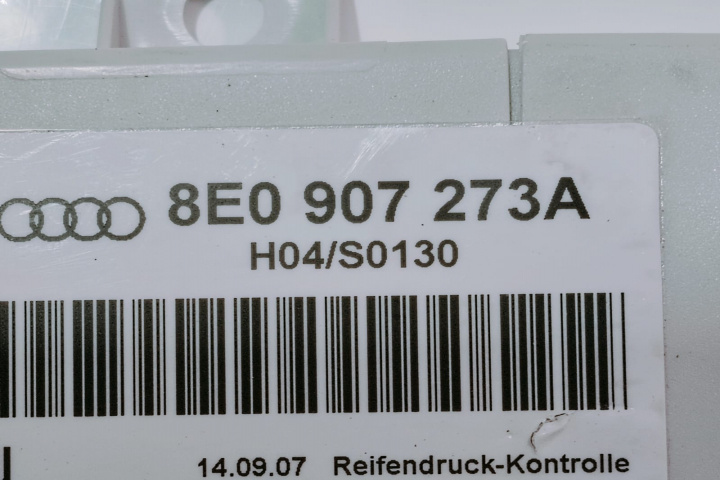 8E0 907 273A
H04/S0130
14.09.07 Reifendruck-Kontrolle